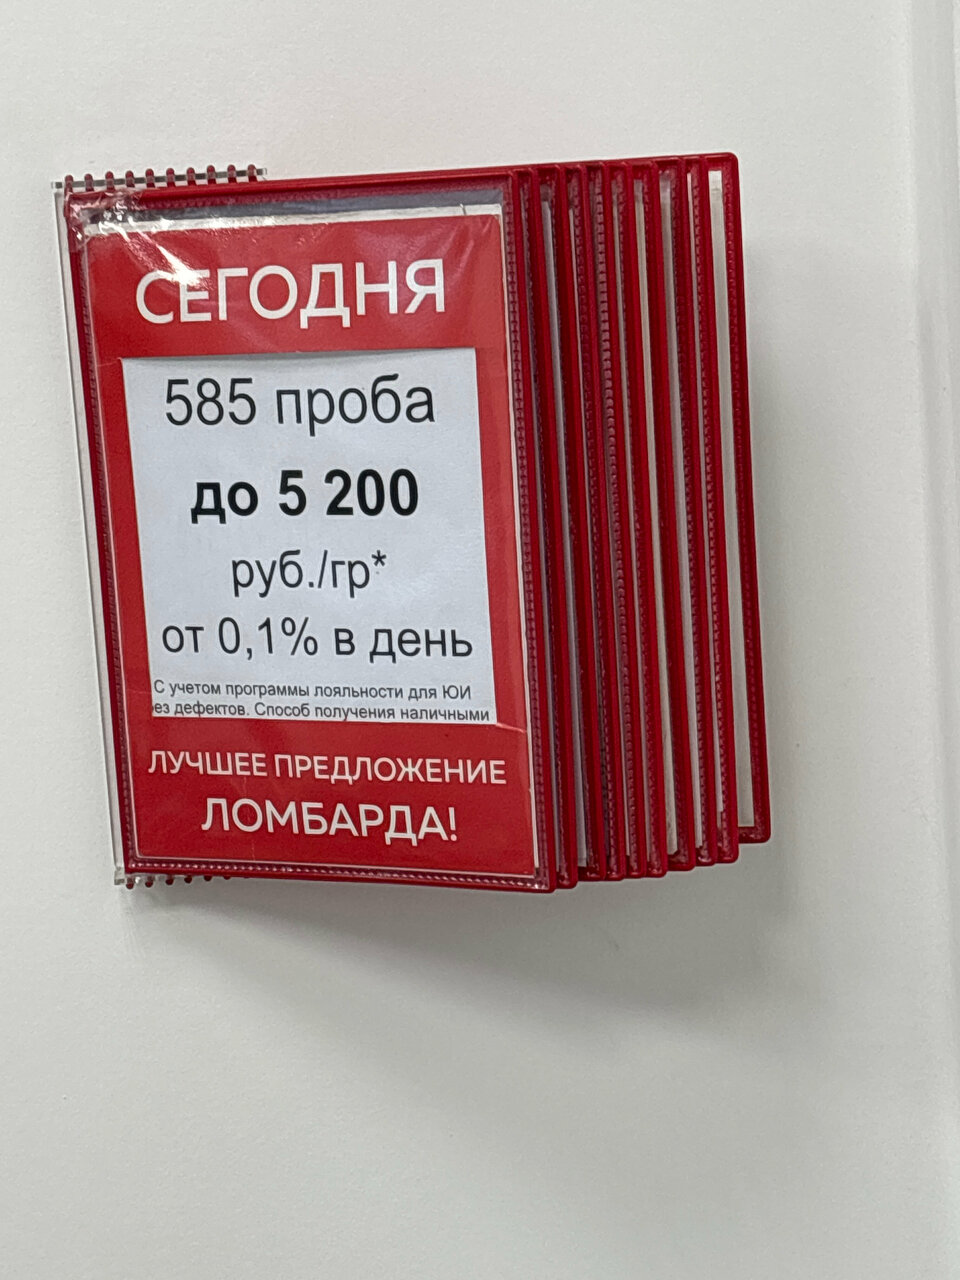 СЕГОДНЯ
585 проба
до 5 200
руб./гр*
от 0,1% в день
С учетом программы лояльности для ЮИ
ез дефектов. Способ получения наличными
ЛУЧШЕЕ ПРЕДЛОЖЕНИЕ
ЛОМБАРДА!